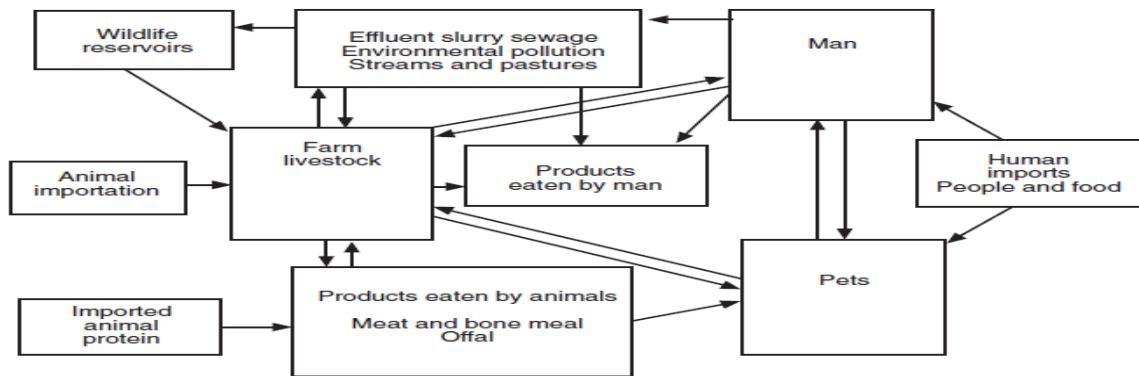 Wildlife
reservoirs
Effluent slurry sewage
Environmental pollution
Streams and pastures
Man
Farm
livestock
Animal
importation
Products
eaten by man
Human
imports
People and food
Products eaten by animals
Meat and bone meal
Offal
Pets
Imported
animal
protein